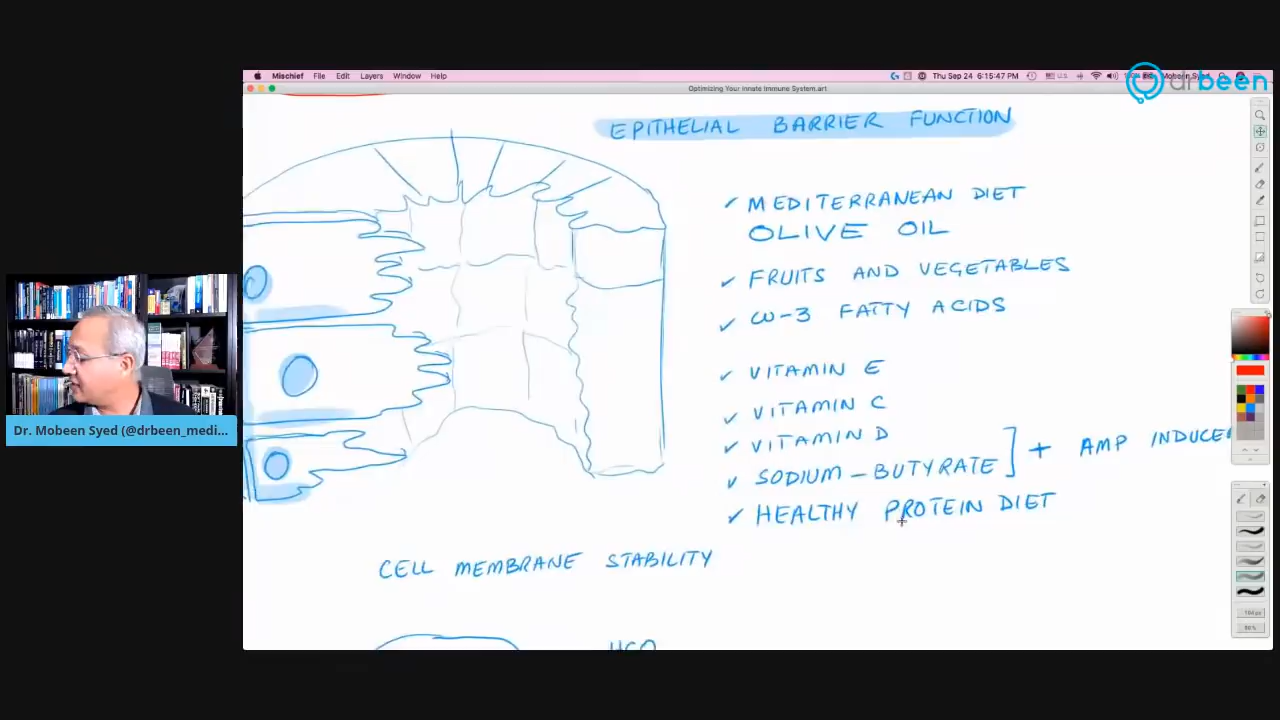 drbeen
Mischief File Edit Layers Window Help
Thu Sep 24 6:15:47 PM
Optimizing Your Innate Immune System.art
EPITHELIAL BARRIER FUNCTION
✓ MEDITERRANEAN DIET
OLIVE OIL
✓ FRUITS AND VEGETABLES
✓ ω-3 FATTY ACIDS
✓ VITAMIN E
✓ VITAMIN C
✓ VITAMIN D
✓ SODIUM-BUTYRATE ] + AMP INDUCE
✓ HEALTHY PROTEIN DIET
CELL MEMBRANE STABILITY
Dr. Mobeen Syed (@drbeen_medi...